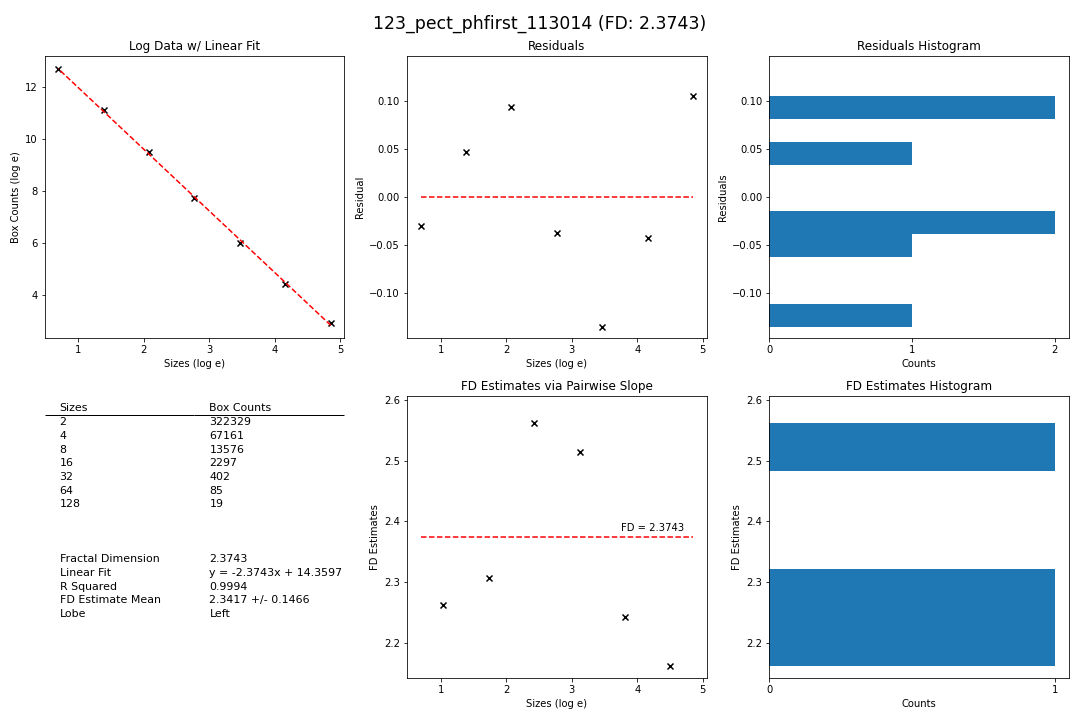 123_pect_phfirst_113014 (FD: 2.3743)
Log Data w/ Linear Fit
Box Counts (log e)
12
10
8
6
4
1 2 3 4 5
Sizes (log e)
Residuals
Residual
0.10
0.05
0.00
−0.05
−0.10
1 2 3 4 5
Sizes (log e)
Residuals Histogram
Residuals
0.10
0.05
0.00
−0.05
−0.10
0 1 2
Counts
Sizes Box Counts
2 322329
4 67161
8 13576
16 2297
32 402
64 85
128 19
Fractal Dimension 2.3743
Linear Fit y = -2.3743x + 14.3597
R Squared 0.9994
FD Estimate Mean 2.3417 +/- 0.1466
Lobe Left
FD Estimates via Pairwise Slope
FD Estimates
2.6
2.5
2.4
2.3
2.2
FD = 2.3743
1 2 3 4 5
Sizes (log e)
FD Estimates Histogram
FD Estimates
2.6
2.5
2.4
2.3
2.2
0 1
Counts